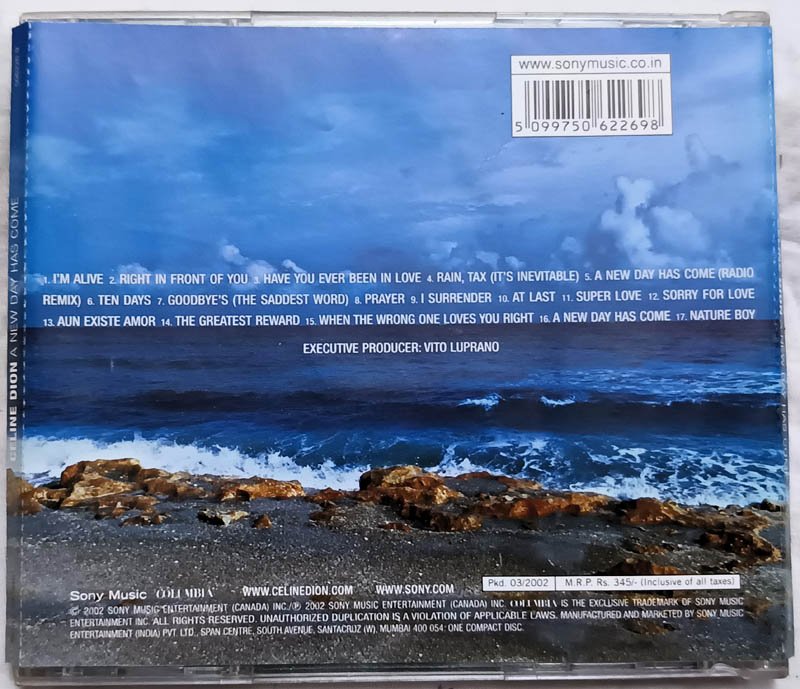 www.sonymusic.co.in
5 099750 622698
1. I'M ALIVE 2. RIGHT IN FRONT OF YOU 3. HAVE YOU EVER BEEN IN LOVE 4. RAIN, TAX (IT'S INEVITABLE) 5. A NEW DAY HAS COME (RADIO
REMIX) 6. TEN DAYS 7. GOODBYE'S (THE SADDEST WORD) 8. PRAYER 9. I SURRENDER 10. AT LAST 11. SUPER LOVE 12. SORRY FOR LOVE
13. AUN EXISTE AMOR 14. THE GREATEST REWARD 15. WHEN THE WRONG ONE LOVES YOU RIGHT 16. A NEW DAY HAS COME 17. NATURE BOY
EXECUTIVE PRODUCER: VITO LUPRANO
CELINE DION A NEW DAY HAS COME
Pkd. 03/2002 M.R.P. Rs. 345/- (Inclusive of all taxes)
Sony Music COLUMBIA WWW.CELINEDION.COM WWW.SONY.COM
© 2002 SONY MUSIC ENTERTAINMENT (CANADA) INC./℗ 2002 SONY MUSIC ENTERTAINMENT (CANADA) INC. COLUMBIA IS THE EXCLUSIVE TRADEMARK OF SONY MUSIC
ENTERTAINMENT INC. ALL RIGHTS RESERVED. UNAUTHORIZED DUPLICATION IS A VIOLATION OF APPLICABLE LAWS. MANUFACTURED AND MARKETED BY SONY MUSIC
ENTERTAINMENT (INDIA) PVT. LTD., SPAN CENTRE, SOUTH AVENUE, SANTACRUZ (W), MUMBAI 400 054: ONE COMPACT DISC.